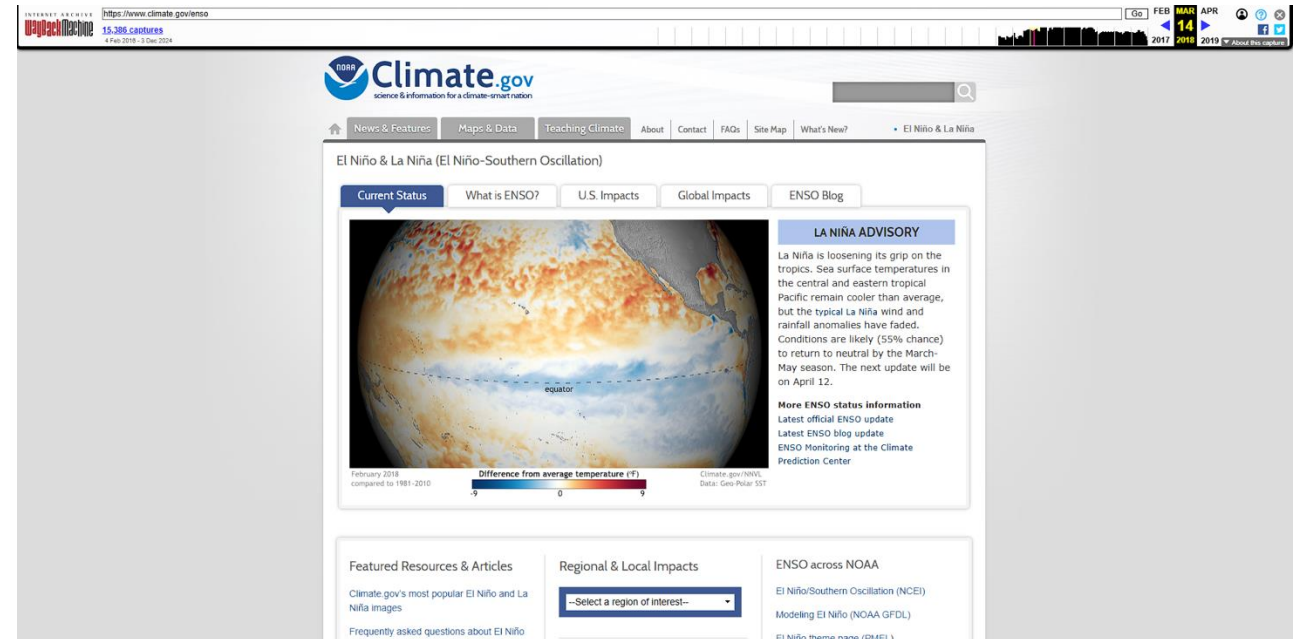 INTERNET ARCHIVE
WayBackMachine
https://www.climate.gov/enso
Go
FEB MAR APR
15,386 captures
14
4 Feb 2016 - 3 Dec 2024
2017 2018 2019
About this capture
NOAA
Climate.gov
science & information for a climate-smart nation
News & Features
Maps & Data
Teaching Climate
About
Contact
FAQs
Site Map
What's New?
• El Niño & La Niña
El Niño & La Niña (El Niño-Southern Oscillation)
Current Status
What is ENSO?
U.S. Impacts
Global Impacts
ENSO Blog
equator
February 2018
compared to 1981-2010
Difference from average temperature (°F)
-9 0 9
Climate.gov/NNVL
Data: Geo-Polar SST
LA NIÑA ADVISORY
La Niña is loosening its grip on the
tropics. Sea surface temperatures in
the central and eastern tropical
Pacific remain cooler than average,
but the typical La Niña wind and
rainfall anomalies have faded.
Conditions are likely (55% chance)
to return to neutral by the March-
May season. The next update will be
on April 12.
More ENSO status information
Latest official ENSO update
Latest ENSO blog update
ENSO Monitoring at the Climate
Prediction Center
Featured Resources & Articles
Climate.gov's most popular El Niño and La
Niña images
Frequently asked questions about El Niño
Regional & Local Impacts
--Select a region of interest--
ENSO across NOAA
El Niño/Southern Oscillation (NCEI)
Modeling El Niño (NOAA GFDL)
El Niño theme page (PMEL)